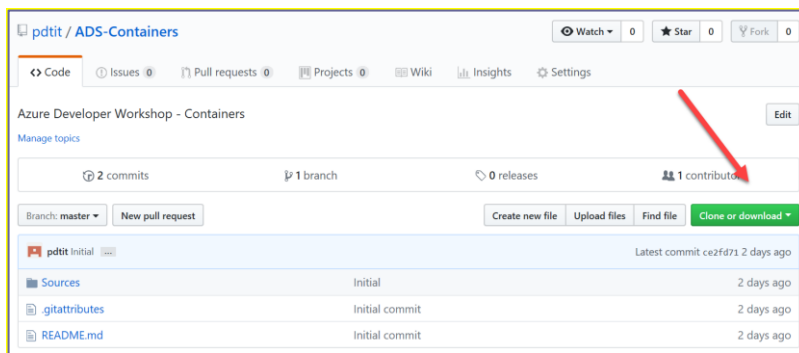 pdtit / ADS-Containers Watch 0 Star 0 Fork 0
Code Issues 0 Pull requests 0 Projects 0 Wiki Insights Settings
Azure Developer Workshop - Containers Edit
Manage topics
2 commits 1 branch 0 releases 1 contributor
Branch: master New pull request Create new file Upload files Find file Clone or download
pdtit Initial ... Latest commit ce2fd71 2 days ago
Sources Initial 2 days ago
.gitattributes Initial commit 2 days ago
README.md Initial commit 2 days ago